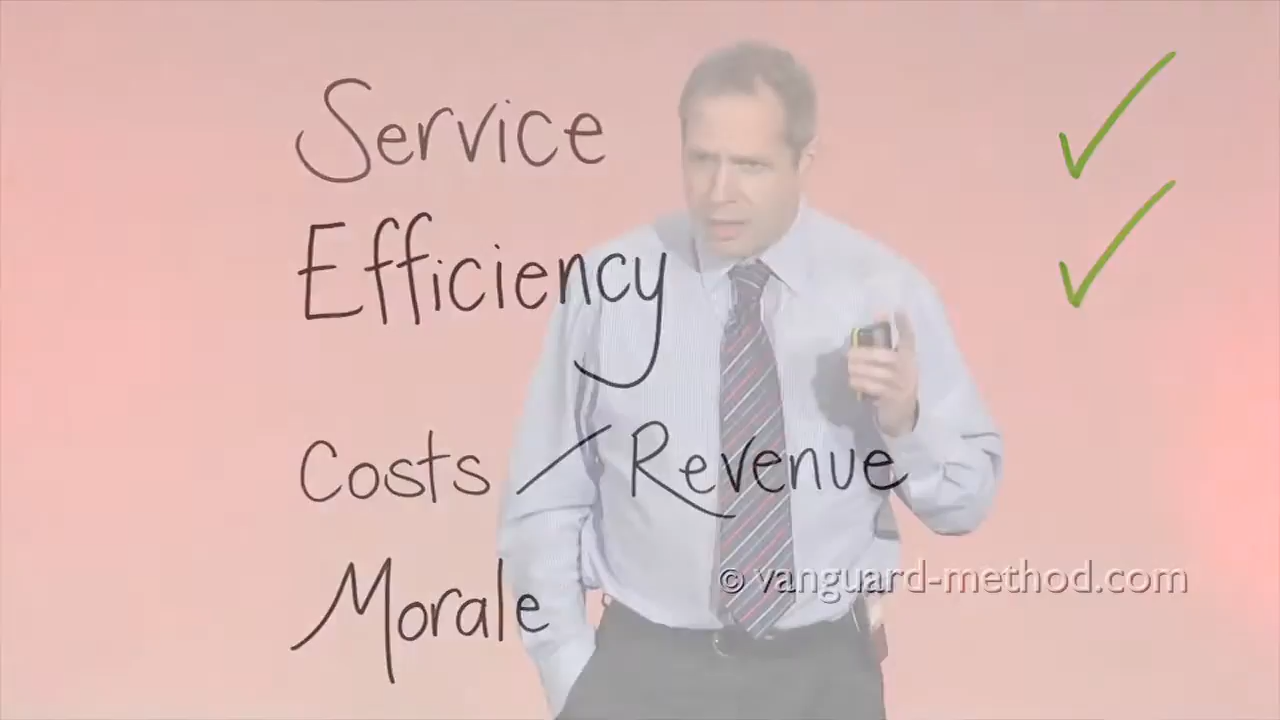 Service
Efficiency
Costs / Revenue
© vanguard-method.com
Morale